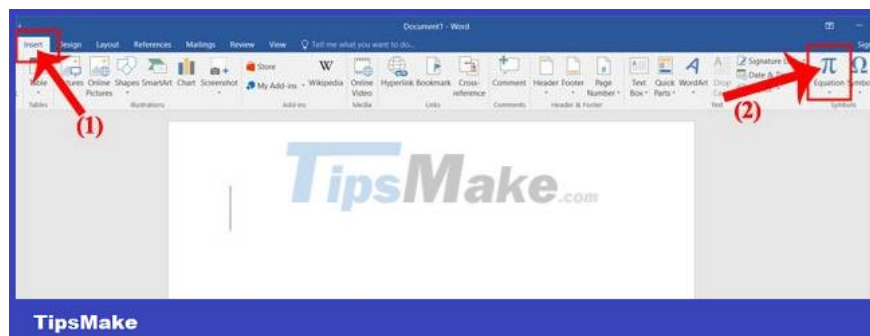 Document1 - Word
Insert Design Layout References Mailings Review View Tell me what you want to do...
Store
My Add-ins
Table Pictures Online Pictures Shapes SmartArt Chart Screenshot Wikipedia Online Video Hyperlink Bookmark Cross-reference Comment Header Footer Page Number Text Box Quick Parts WordArt Drop Signature
Date &
Equation
Tables Illustrations Add-ins Media Links Comments Header & Footer Text Symbols
(1)
(2)
TipsMake.com
TipsMake